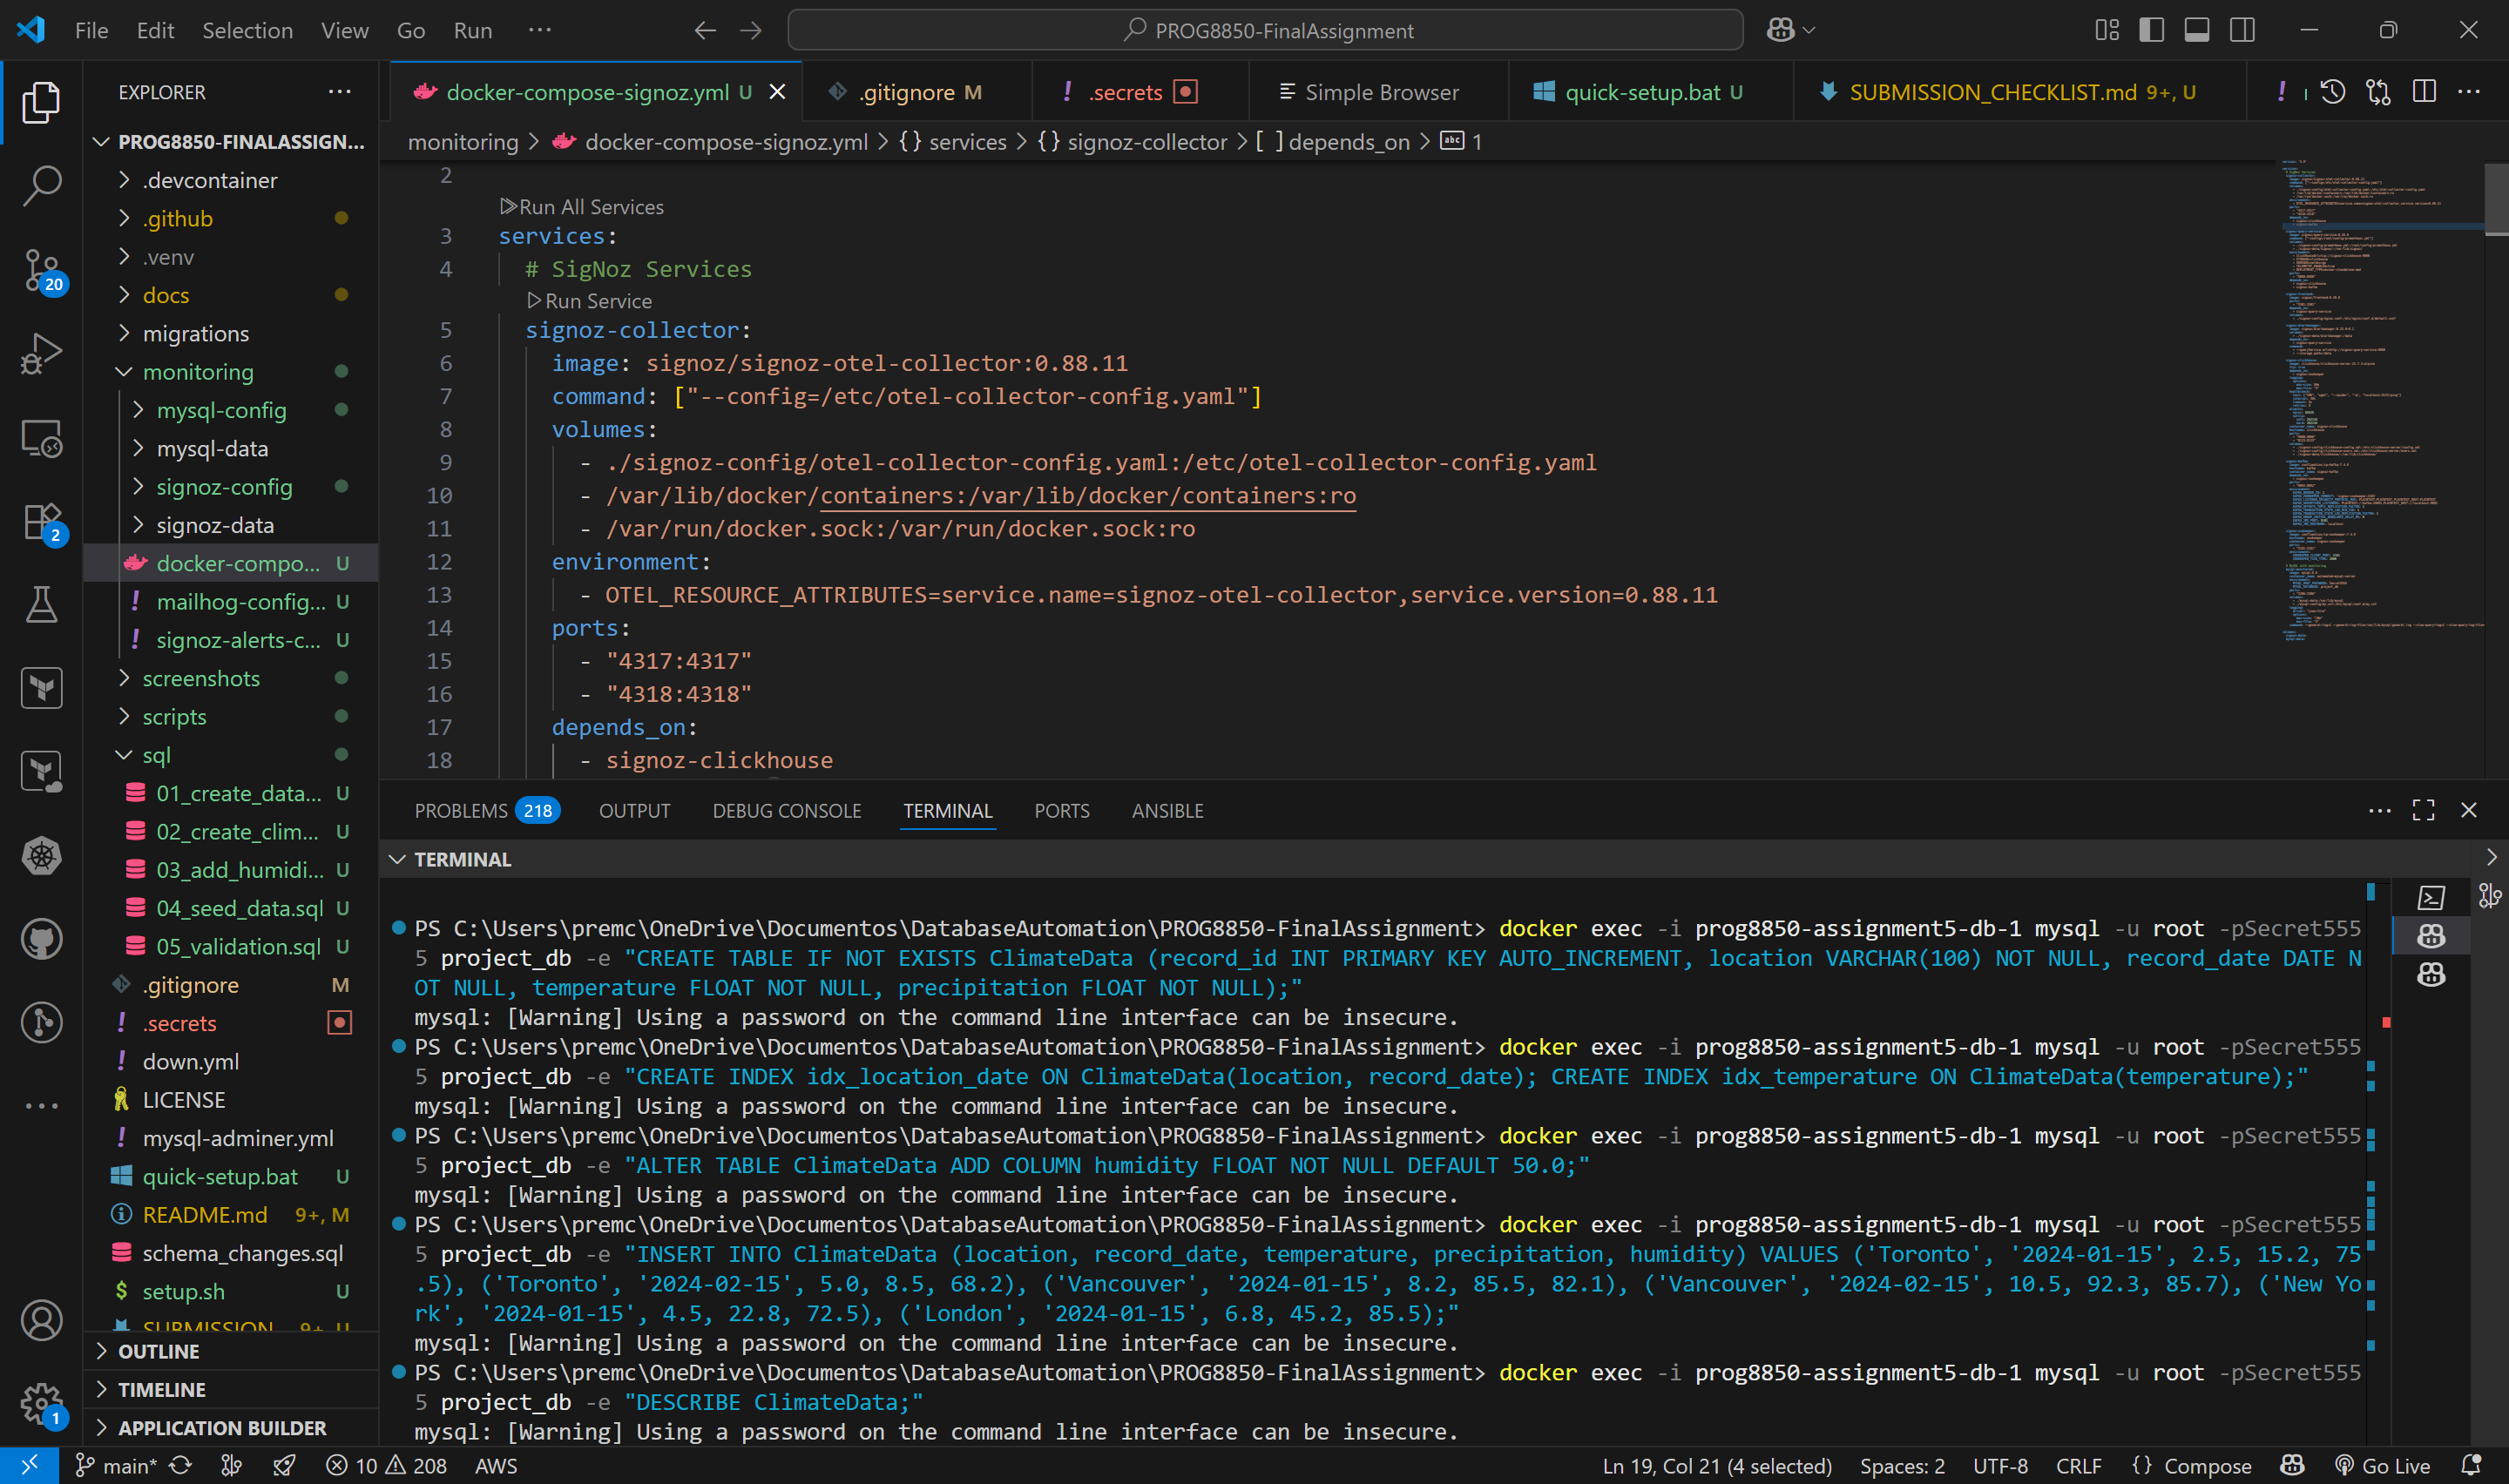 File Edit Selection View Go Run ···
PROG8850-FinalAssignment
EXPLORER
PROG8850-FINALASSIGN...
.devcontainer
.github
.venv
docs
migrations
monitoring
mysql-config
mysql-data
signoz-config
signoz-data
docker-compo... U
mailhog-config... U
signoz-alerts-c... U
screenshots
scripts
sql
01_create_data... U
02_create_clim... U
03_add_humidi... U
04_seed_data.sql U
05_validation.sql U
.gitignore M
.secrets
down.yml
LICENSE
mysql-adminer.yml
quick-setup.bat U
README.md 9+, M
schema_changes.sql
setup.sh U
SUBMISSION 9+ U
OUTLINE
TIMELINE
APPLICATION BUILDER
20
2
1
docker-compose-signoz.yml U
.gitignore M
.secrets
Simple Browser
quick-setup.bat U
SUBMISSION_CHECKLIST.md 9+, U
monitoring > docker-compose-signoz.yml > {} services > {} signoz-collector > [ ] depends_on > abc 1
2
Run All Services
3 services:
4 # SigNoz Services
Run Service
5 signoz-collector:
6 image: signoz/signoz-otel-collector:0.88.11
7 command: ["--config=/etc/otel-collector-config.yaml"]
8 volumes:
9 - ./signoz-config/otel-collector-config.yaml:/etc/otel-collector-config.yaml
10 - /var/lib/docker/containers:/var/lib/docker/containers:ro
11 - /var/run/docker.sock:/var/run/docker.sock:ro
12 environment:
13 - OTEL_RESOURCE_ATTRIBUTES=service.name=signoz-otel-collector,service.version=0.88.11
14 ports:
15 - "4317:4317"
16 - "4318:4318"
17 depends_on:
18 - signoz-clickhouse
PROBLEMS 218 OUTPUT DEBUG CONSOLE TERMINAL PORTS ANSIBLE
TERMINAL
PS C:\Users\premc\OneDrive\Documentos\DatabaseAutomation\PROG8850-FinalAssignment> docker exec -i prog8850-assignment5-db-1 mysql -u root -pSecret555
5 project_db -e "CREATE TABLE IF NOT EXISTS ClimateData (record_id INT PRIMARY KEY AUTO_INCREMENT, location VARCHAR(100) NOT NULL, record_date DATE N
OT NULL, temperature FLOAT NOT NULL, precipitation FLOAT NOT NULL);"
mysql: [Warning] Using a password on the command line interface can be insecure.
PS C:\Users\premc\OneDrive\Documentos\DatabaseAutomation\PROG8850-FinalAssignment> docker exec -i prog8850-assignment5-db-1 mysql -u root -pSecret555
5 project_db -e "CREATE INDEX idx_location_date ON ClimateData(location, record_date); CREATE INDEX idx_temperature ON ClimateData(temperature);"
mysql: [Warning] Using a password on the command line interface can be insecure.
PS C:\Users\premc\OneDrive\Documentos\DatabaseAutomation\PROG8850-FinalAssignment> docker exec -i prog8850-assignment5-db-1 mysql -u root -pSecret555
5 project_db -e "ALTER TABLE ClimateData ADD COLUMN humidity FLOAT NOT NULL DEFAULT 50.0;"
mysql: [Warning] Using a password on the command line interface can be insecure.
PS C:\Users\premc\OneDrive\Documentos\DatabaseAutomation\PROG8850-FinalAssignment> docker exec -i prog8850-assignment5-db-1 mysql -u root -pSecret555
5 project_db -e "INSERT INTO ClimateData (location, record_date, temperature, precipitation, humidity) VALUES ('Toronto', '2024-01-15', 2.5, 15.2, 75
.5), ('Toronto', '2024-02-15', 5.0, 8.5, 68.2), ('Vancouver', '2024-01-15', 8.2, 85.5, 82.1), ('Vancouver', '2024-02-15', 10.5, 92.3, 85.7), ('New Yo
rk', '2024-01-15', 4.5, 22.8, 72.5), ('London', '2024-01-15', 6.8, 45.2, 85.5);"
mysql: [Warning] Using a password on the command line interface can be insecure.
PS C:\Users\premc\OneDrive\Documentos\DatabaseAutomation\PROG8850-FinalAssignment> docker exec -i prog8850-assignment5-db-1 mysql -u root -pSecret555
5 project_db -e "DESCRIBE ClimateData;"
mysql: [Warning] Using a password on the command line interface can be insecure.
main* 10 208 AWS
Ln 19, Col 21 (4 selected) Spaces: 2 UTF-8 CRLF {} Compose Go Live